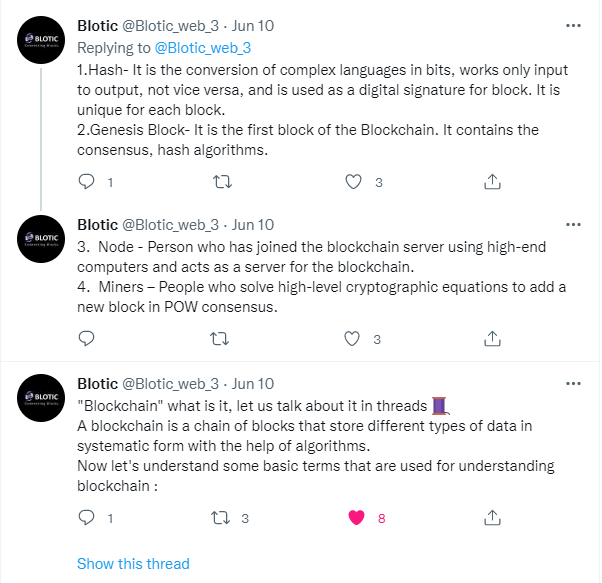 Blotic @Blotic_web_3 · Jun 10
Replying to @Blotic_web_3
1.Hash- It is the conversion of complex languages in bits, works only input
to output, not vice versa, and is used as a digital signature for block. It is
unique for each block.
2.Genesis Block- It is the first block of the Blockchain. It contains the
consensus, hash algorithms.
1 3
BLOTIC
Connecting Blocks
Blotic @Blotic_web_3 · Jun 10
3. Node - Person who has joined the blockchain server using high-end
computers and acts as a server for the blockchain.
4. Miners – People who solve high-level cryptographic equations to add a
new block in POW consensus.
3
BLOTIC
Connecting Blocks
Blotic @Blotic_web_3 · Jun 10
"Blockchain" what is it, let us talk about it in threads 🧵
A blockchain is a chain of blocks that store different types of data in
systematic form with the help of algorithms.
Now let's understand some basic terms that are used for understanding
blockchain :
1 3 8
BLOTIC
Connecting Blocks
Show this thread